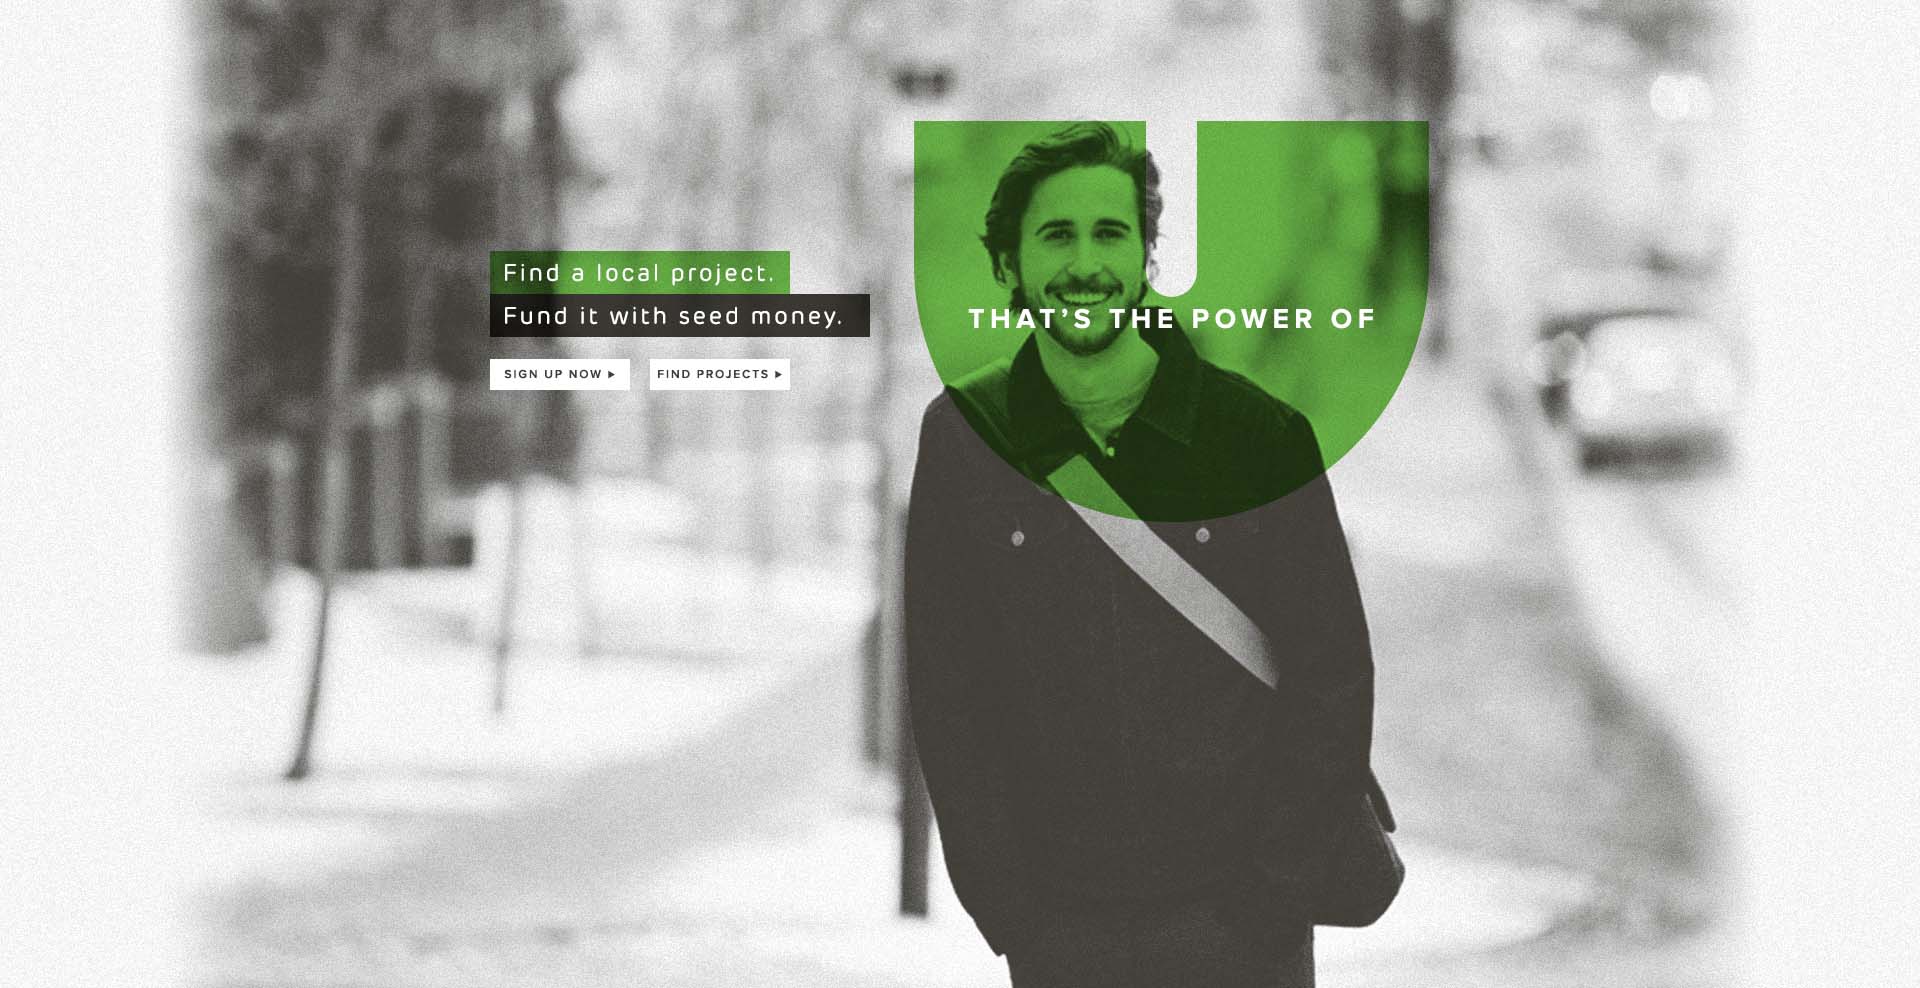 Find a local project.
Fund it with seed money.
SIGN UP NOW ▸
FIND PROJECTS ▸
THAT'S THE POWER OF
U